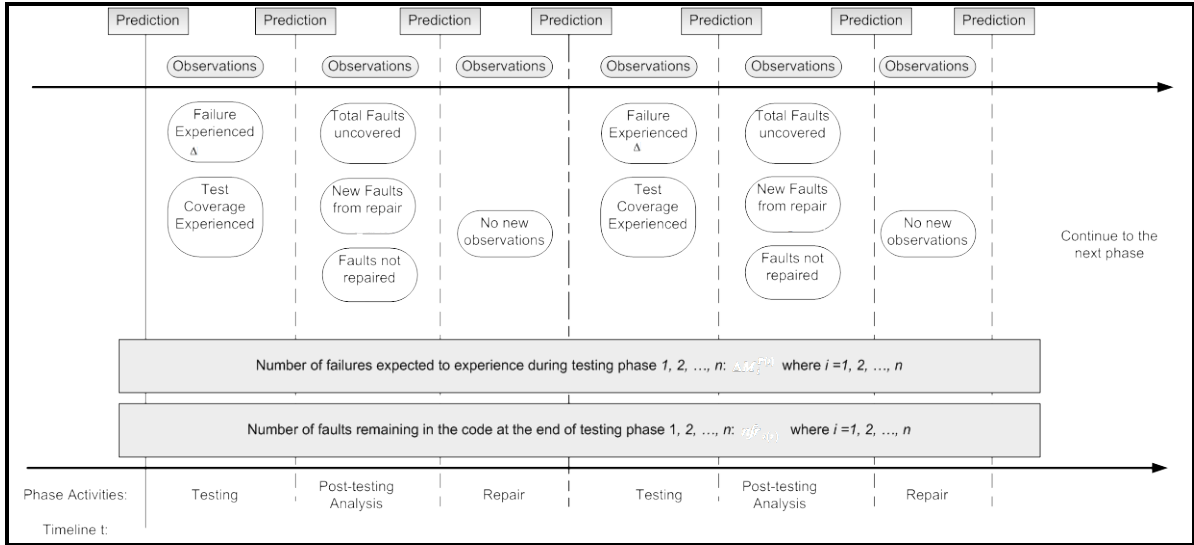 Prediction Prediction Prediction Prediction Prediction Prediction Prediction
Observations Observations Observations Observations Observations Observations
Failure
Experienced
Δ
Total Faults
uncovered
Failure
Experienced
Δ
Total Faults
uncovered
Test
Coverage
Experienced
New Faults
from repair
No new
observations
Test
Coverage
Experienced
New Faults
from repair
No new
observations
Faults not
repaired
Faults not
repaired
Continue to the
next phase
Number of failures expected to experience during testing phase 1, 2, ..., n: where i =1, 2, ..., n
Number of faults remaining in the code at the end of testing phase 1, 2, ..., n: where i =1, 2, ..., n
Phase Activities:
Testing
Post-testing
Analysis
Repair
Testing
Post-testing
Analysis
Repair
Timeline t: